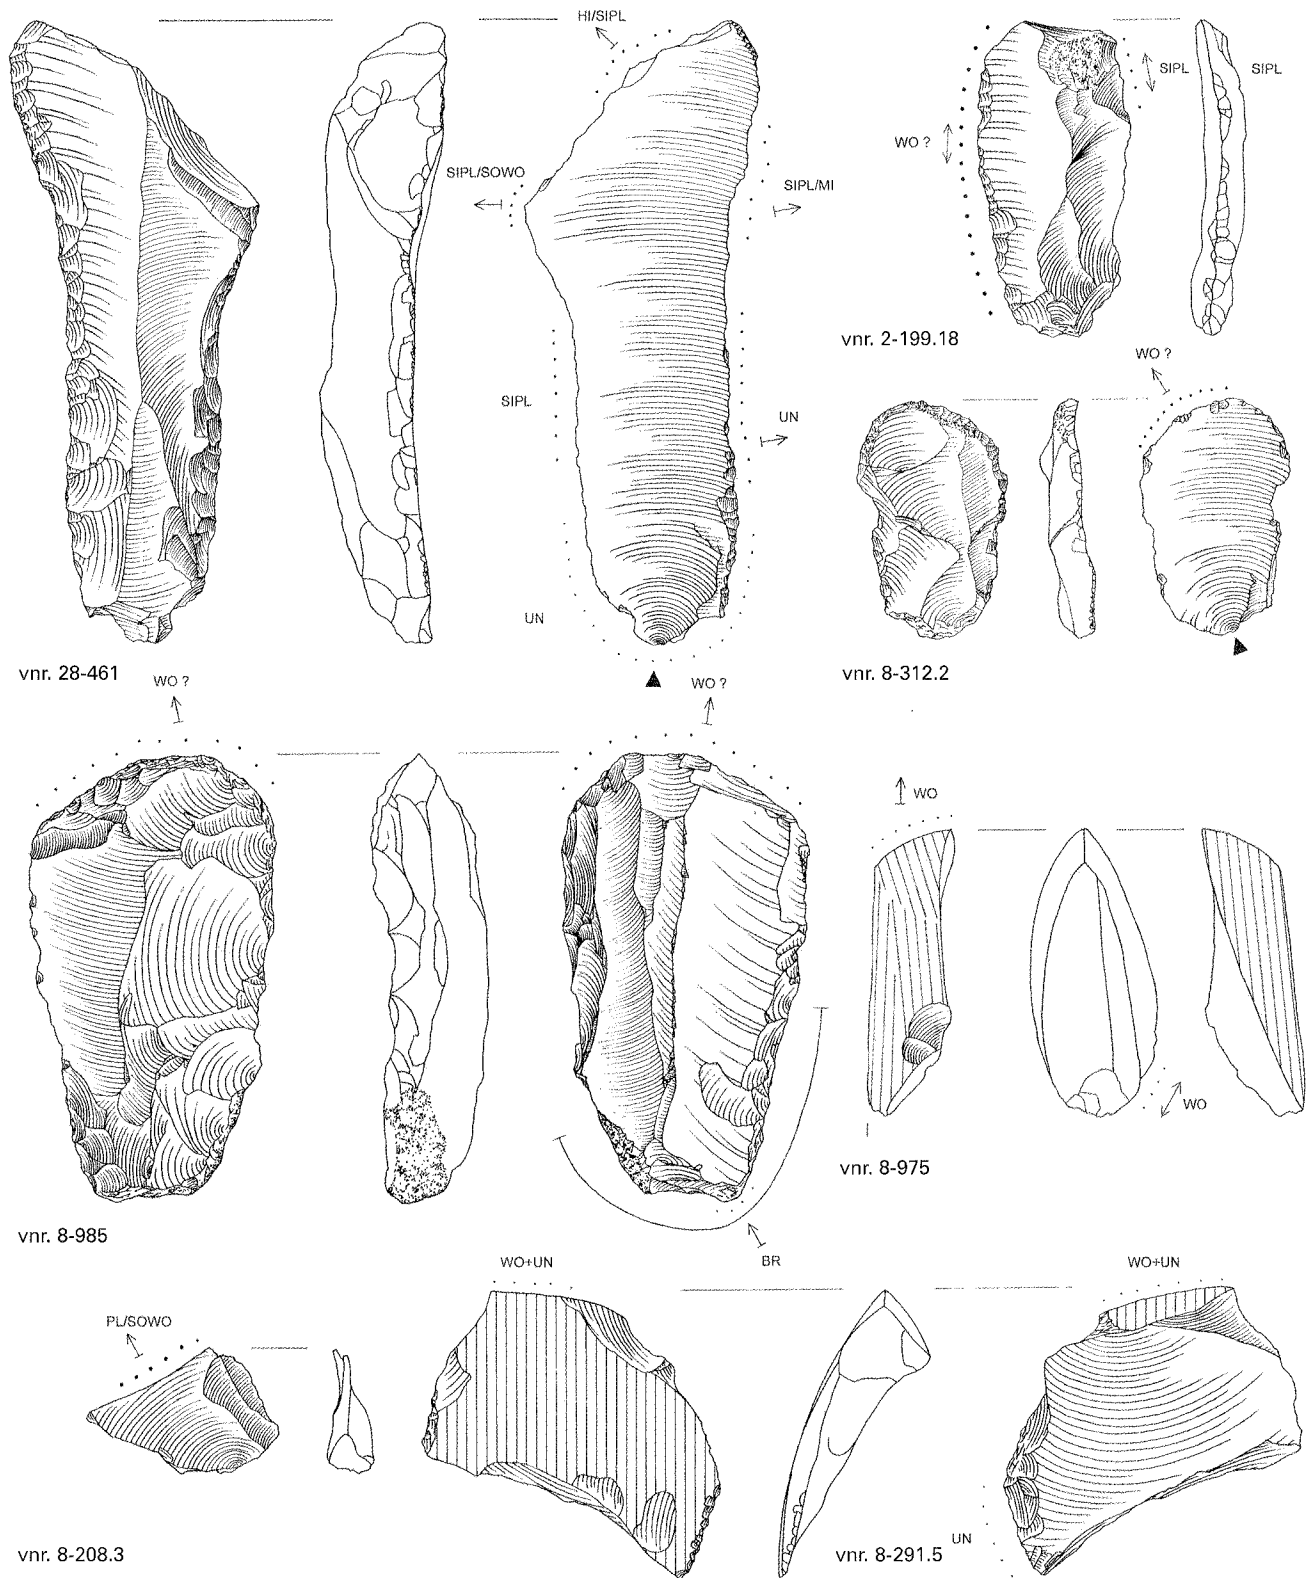 HI/SIPL
SIPL/SOWO
SIPL/MI
SIPL
UN
UN
vnr. 28-461
WO ?
SIPL
SIPL
vnr. 2-199.18
WO ?
vnr. 8-312.2
WO ?
WO ?
BR
vnr. 8-985
WO
WO
vnr. 8-975
PL/SOWO
vnr. 8-208.3
WO+UN
WO+UN
UN
vnr. 8-291.5